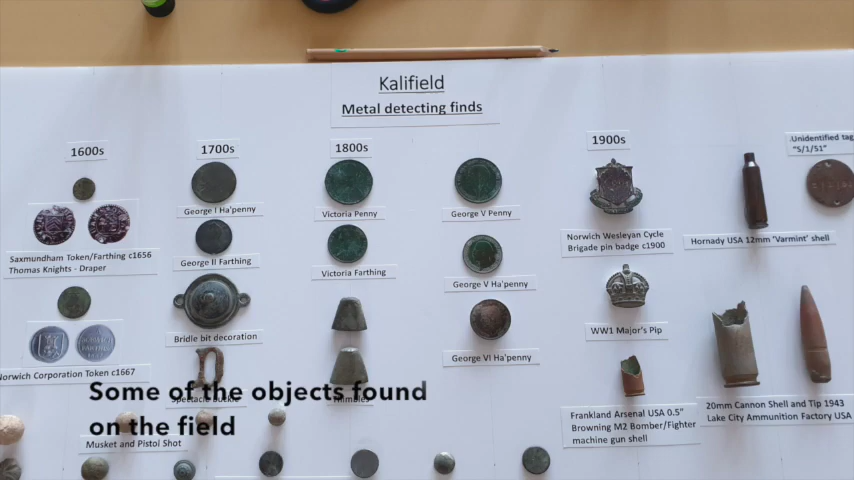 Kalifield
Metal detecting finds
1600s
1700s
1800s
1900s
Unidentified tag
"S/1/51"
George I Ha'penny
Victoria Penny
George V Penny
Saxmundham Token/Farthing c1656
Thomas Knights - Draper
George II Farthing
Victoria Farthing
George V Ha'penny
Norwich Wesleyan Cycle
Brigade pin badge c1900
Hornady USA 12mm 'Varmint' shell
Bridle bit decoration
George VI Ha'penny
WW1 Major's Pip
Norwich Corporation Token c1667
Spectacle Buckle
Thimbles
Frankland Arsenal USA 0.5"
Browning M2 Bomber/Fighter
machine gun shell
20mm Cannon Shell and Tip 1943
Lake City Ammunition Factory USA
Musket and Pistol Shot
Some of the objects found
on the field